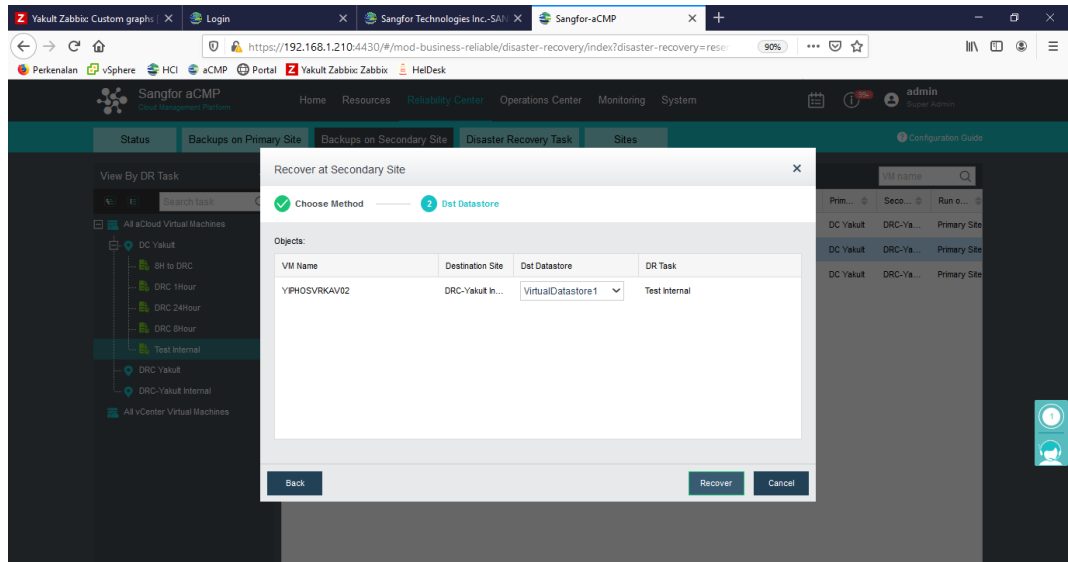 Yakult Zabbix: Custom graphs
Login
Sangfor Technologies Inc.-SAN
Sangfor-aCMP
https://192.168.1.210:4430/#/mod-business-reliable/disaster-recovery/index?disaster-recovery=rese
90%
Perkenalan vSphere HCI aCMP Portal Yakult Zabbix: Zabbix HelDesk
Sangfor aCMP
Cloud Management Platform
Home Resources Reliability Center Operations Center Monitoring System
99+
admin
Super Admin
Status Backups on Primary Site Backups on Secondary Site Disaster Recovery Task Sites
Configuration Guide
View By DR Task
Search task
All aCloud Virtual Machines
DC Yakult
8H to DRC
DRC 1Hour
DRC 24Hour
DRC 8Hour
Test Internal
DRC Yakult
DRC-Yakult Internal
All vCenter Virtual Machines
Recover at Secondary Site
Choose Method
2 Dst Datastore
Objects:
VM Name Destination Site Dst Datastore DR Task
YIPHOSVRKAV02 DRC-Yakult In... VirtualDatastore1 Test Internal
Back Recover Cancel
VM name
Prim... Seco... Run o...
DC Yakult DRC-Ya... Primary Site
DC Yakult DRC-Ya... Primary Site
DC Yakult DRC-Ya... Primary Site
1